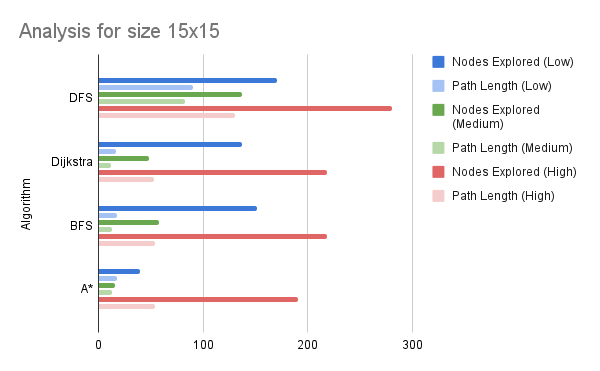 Analysis for size 15x15
Nodes Explored (Low)
Path Length (Low)
Nodes Explored
(Medium)
Path Length (Medium)
Nodes Explored (High)
Path Length (High)
Algorithm
DFS
Dijkstra
BFS
A*
0 100 200 300